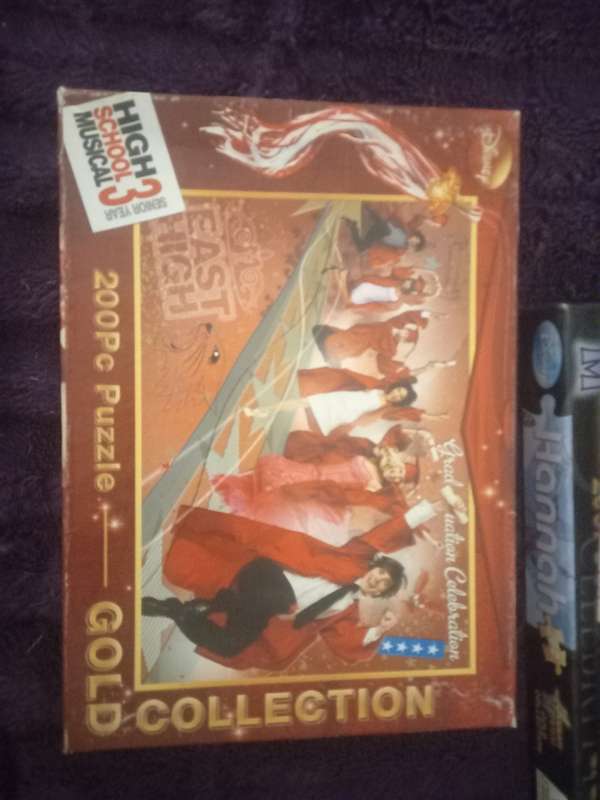 HIGH
SCHOOL
MUSICAL 3
SENIOR YEAR
Disney
EAST
HIGH
Graduation Celebration
200Pc Puzzle
GOLD
COLLECTION
M
Hannah